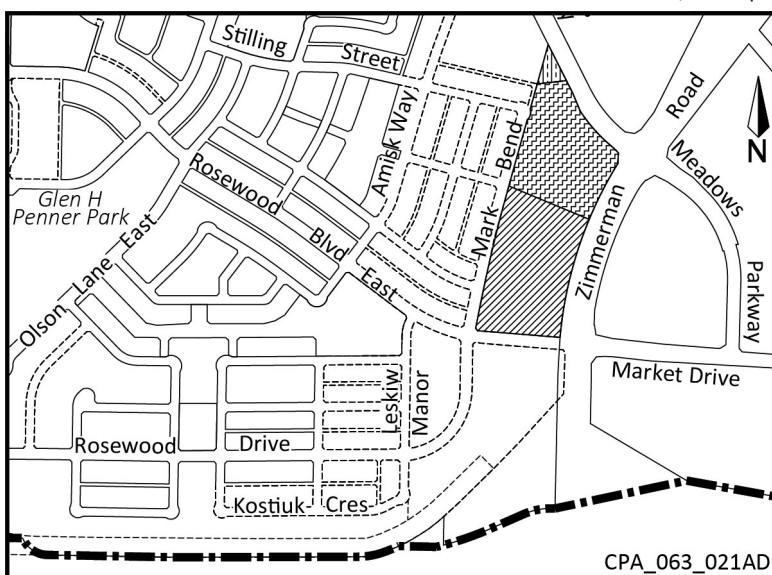 Stilling
Street
Road
Amisk Way
Bend
N
Meadows
Rosewood
Glen H
Penner Park
Blvd
Mark
Zimmerman
East
Olson Lane East
Parkway
Market Drive
Leskiw
Manor
Rosewood
Drive
Kostiuk Cres
CPA_063_021AD